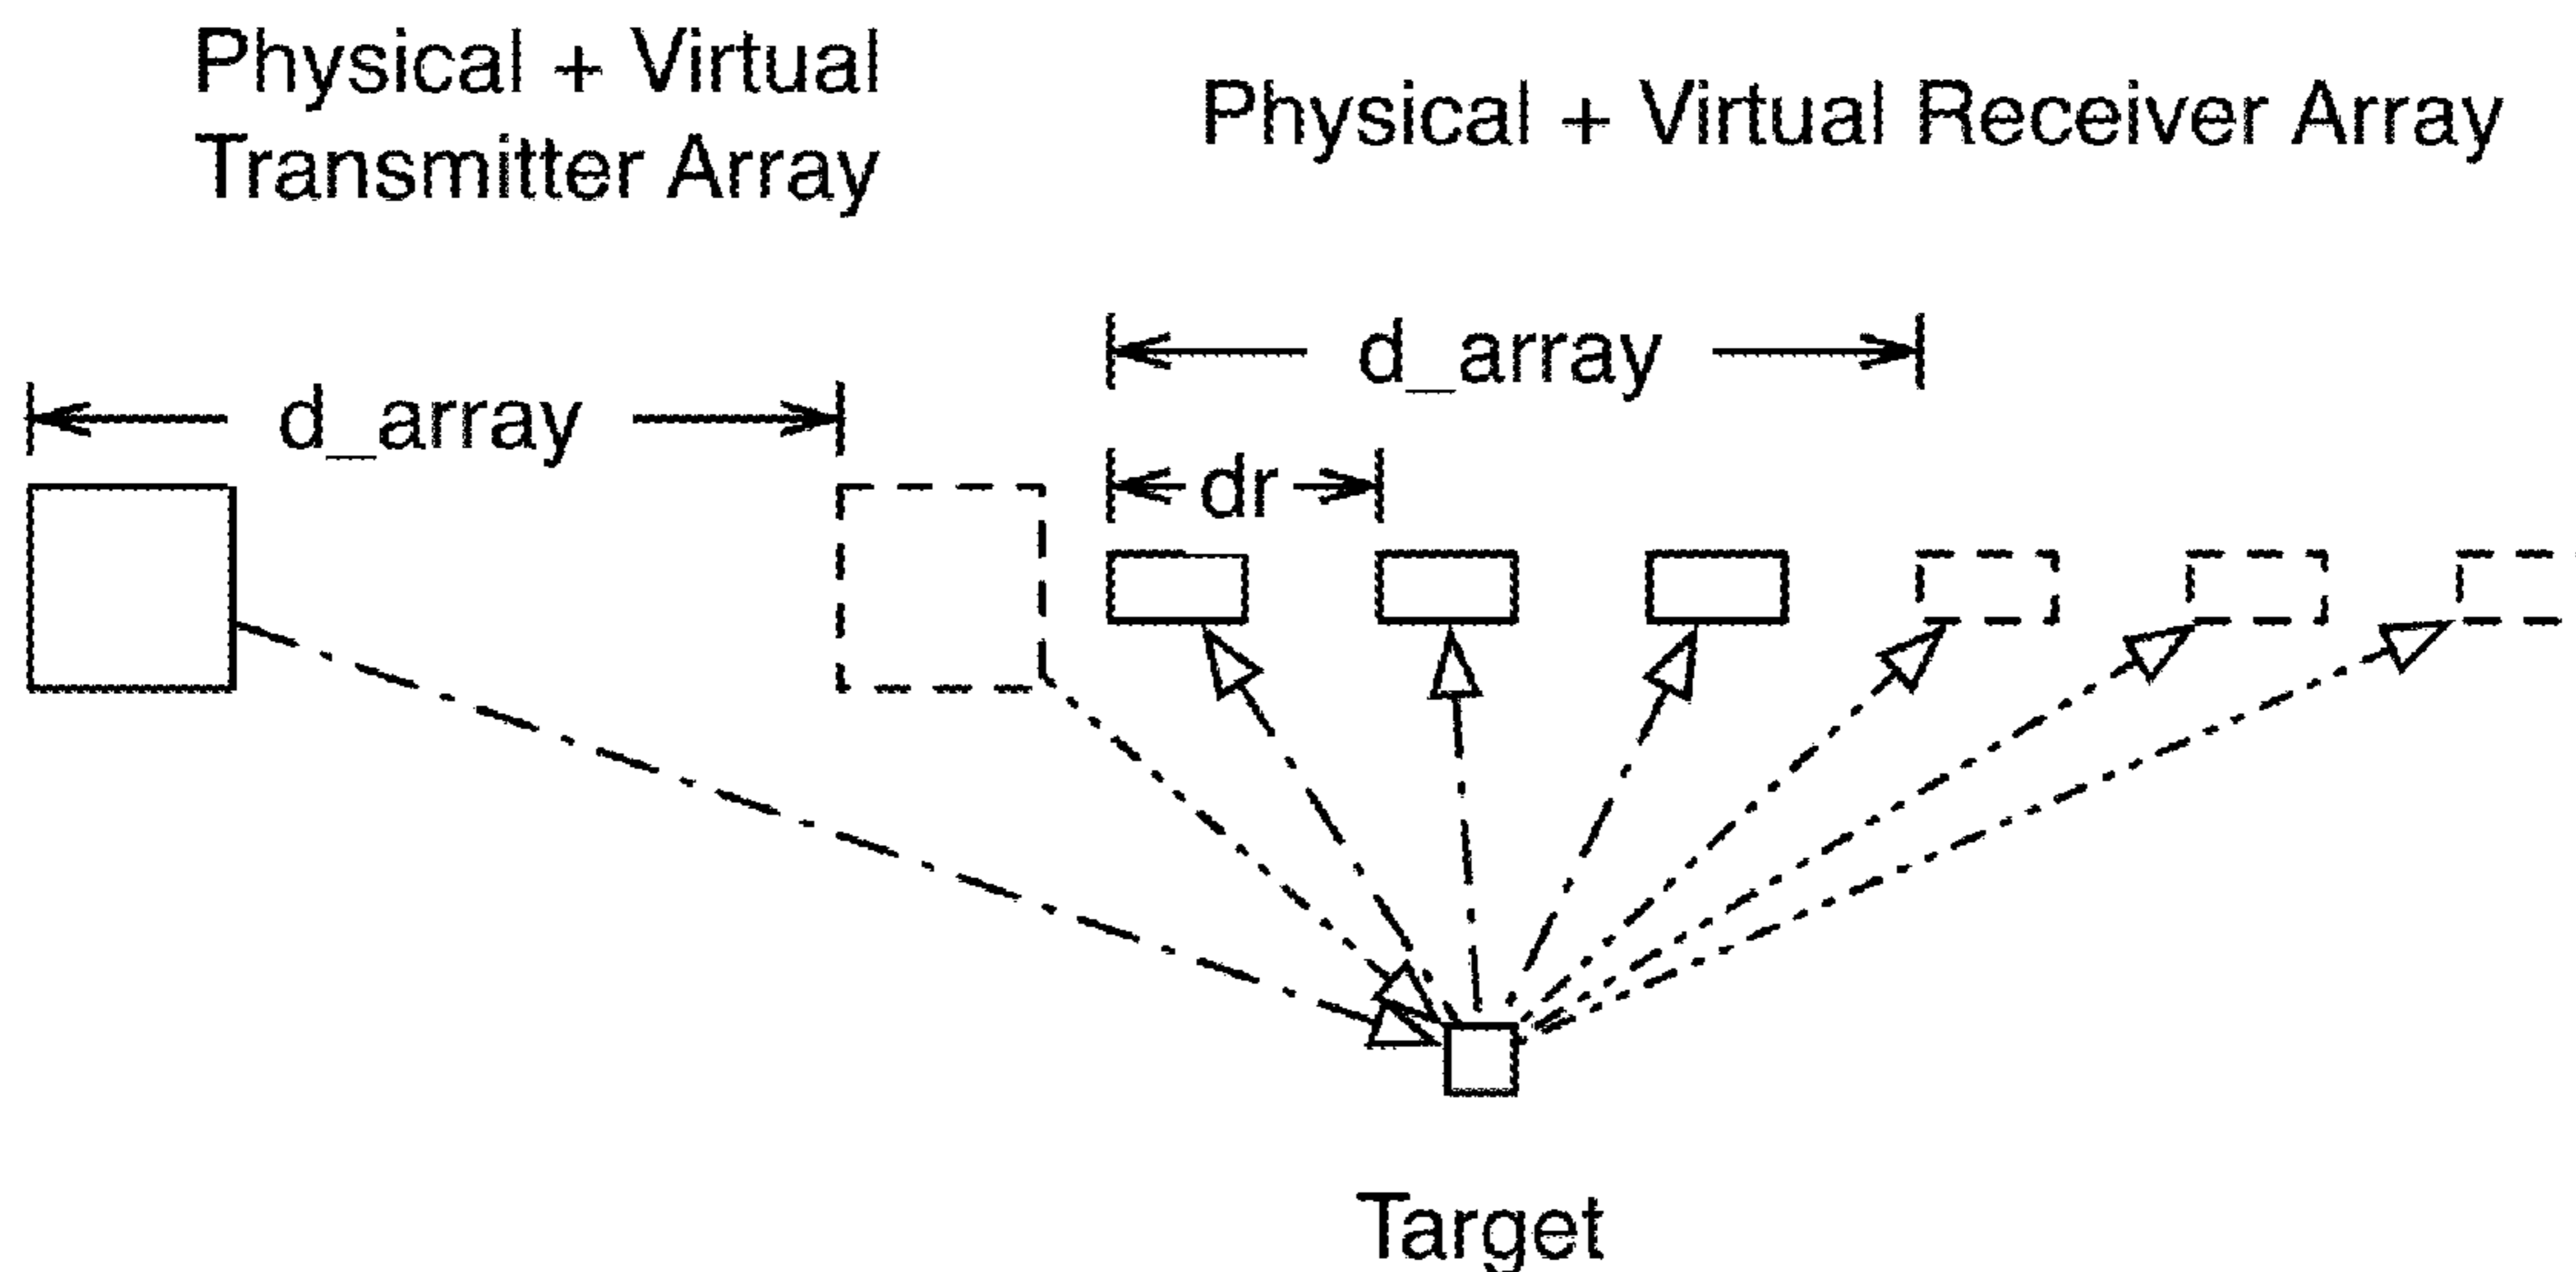 Physical + Virtual
Transmitter Array
Physical + Virtual Receiver Array
d_array
d_array
dr
Target